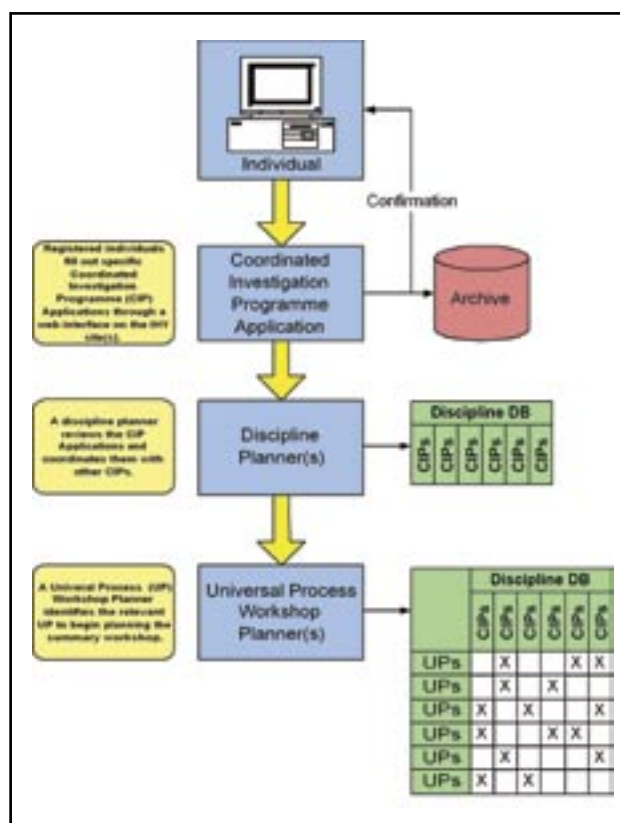 Individual
Confirmation
Registered individuals
fill out specific
Coordinated
Investigation
Programme (CIP)
Applications through a
web interface on the IHY
site(s).
Coordinated
Investigation
Programme
Application
Archive
A discipline planner
reviews the CIP
Applications and
coordinates them with
other CIPs.
Discipline
Planner(s)
Discipline DB
CIPs CIPs CIPs CIPs CIPs CIPs
A Universal Process (UP)
Workshop Planner
identifies the relevant
UP to begin planning the
summary workshop.
Universal Process
Workshop
Planner(s)
Discipline DB
CIPs CIPs CIPs CIPs CIPs CIPs
UPs X X X
UPs X X
UPs X X X
UPs X X X
UPs X X
UPs X X